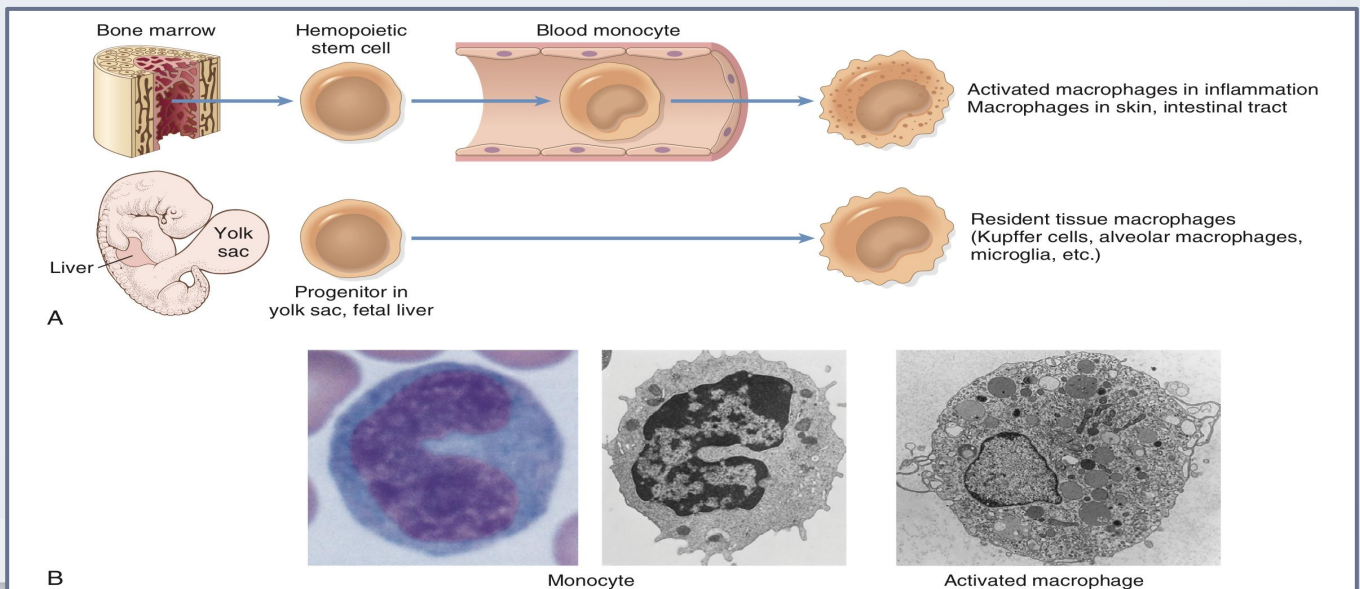 Bone marrow
Hemopoietic
stem cell
Blood monocyte
Activated macrophages in inflammation
Macrophages in skin, intestinal tract
Yolk
sac
Liver
Progenitor in
yolk sac, fetal liver
Resident tissue macrophages
(Kupffer cells, alveolar macrophages,
microglia, etc.)
A
B
Monocyte
Activated macrophage